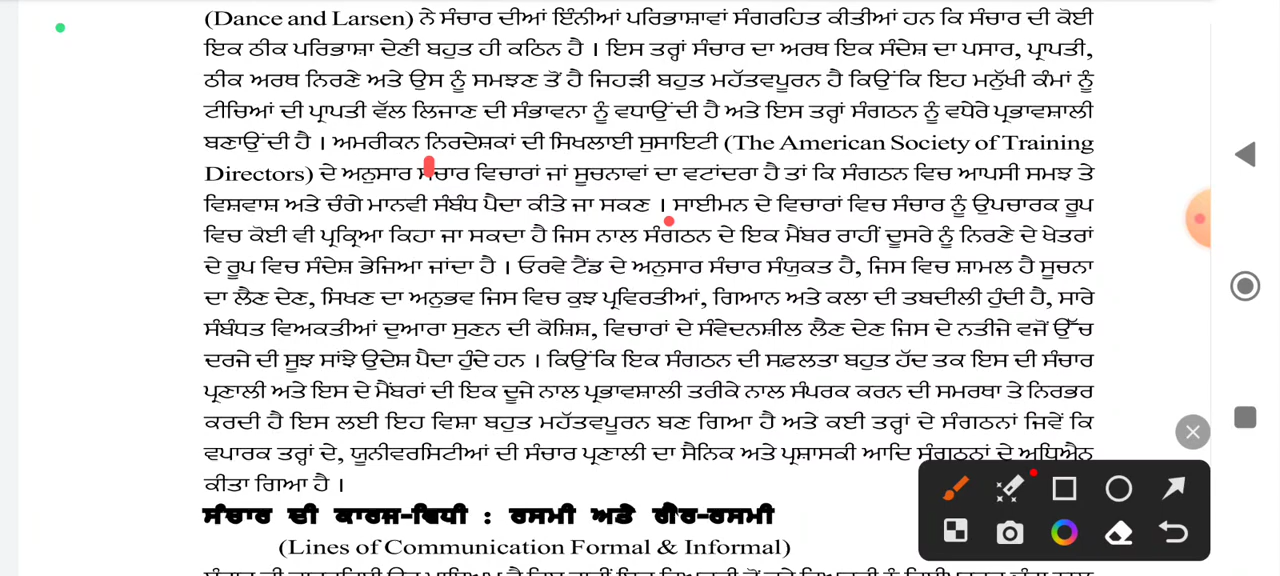 (Dance and Larsen) ਨੇ ਸੰਚਾਰ ਦੀਆਂ ਇੰਨੀਆਂ ਪਰਿਭਾਸ਼ਾਵਾਂ ਸੰਗਰਹਿਤ ਕੀਤੀਆਂ ਹਨ ਕਿ ਸੰਚਾਰ ਦੀ ਕੋਈ
ਇਕ ਠੀਕ ਪਰਿਭਾਸ਼ਾ ਦੇਣੀ ਬਹੁਤ ਹੀ ਕਠਿਨ ਹੈ । ਇਸ ਤਰ੍ਹਾਂ ਸੰਚਾਰ ਦਾ ਅਰਥ ਇਕ ਸੰਦੇਸ਼ ਦਾ ਪਸਾਰ, ਪ੍ਰਾਪਤੀ,
ਠੀਕ ਅਰਥ ਨਿਰਣੇ ਅਤੇ ਉਸ ਨੂੰ ਸਮਝਣ ਤੋਂ ਹੈ ਜਿਹੜੀ ਬਹੁਤ ਮਹੱਤਵਪੂਰਨ ਹੈ ਕਿਉਂਕਿ ਇਹ ਮਨੁੱਖੀ ਕੰਮਾਂ ਨੂੰ
ਟੀਚਿਆਂ ਦੀ ਪ੍ਰਾਪਤੀ ਵੱਲ ਲਿਜਾਣ ਦੀ ਸੰਭਾਵਨਾ ਨੂੰ ਵਧਾਉਂਦੀ ਹੈ ਅਤੇ ਇਸ ਤਰ੍ਹਾਂ ਸੰਗਠਨ ਨੂੰ ਵਧੇਰੇ ਪ੍ਰਭਾਵਸ਼ਾਲੀ
ਬਣਾਉਂਦੀ ਹੈ । ਅਮਰੀਕਨ ਨਿਰਦੇਸ਼ਕਾਂ ਦੀ ਸਿਖਲਾਈ ਸੁਸਾਇਟੀ (The American Society of Training
Directors) ਦੇ ਅਨੁਸਾਰ ਸੰਚਾਰ ਵਿਚਾਰਾਂ ਜਾਂ ਸੂਚਨਾਵਾਂ ਦਾ ਵਟਾਂਦਰਾ ਹੈ ਤਾਂ ਕਿ ਸੰਗਠਨ ਵਿਚ ਆਪਸੀ ਸਮਝ ਤੇ
ਵਿਸ਼ਵਾਸ਼ ਅਤੇ ਚੰਗੇ ਮਾਨਵੀ ਸੰਬੰਧ ਪੈਦਾ ਕੀਤੇ ਜਾ ਸਕਣ । ਸਾਈਮਨ ਦੇ ਵਿਚਾਰਾਂ ਵਿਚ ਸੰਚਾਰ ਨੂੰ ਉਪਚਾਰਕ ਰੂਪ
ਵਿਚ ਕੋਈ ਵੀ ਪ੍ਰਕ੍ਰਿਆ ਕਿਹਾ ਜਾ ਸਕਦਾ ਹੈ ਜਿਸ ਨਾਲ ਸੰਗਠਨ ਦੇ ਇਕ ਮੈਂਬਰ ਰਾਹੀਂ ਦੂਸਰੇ ਨੂੰ ਨਿਰਣੇ ਦੇ ਖੇਤਰਾਂ
ਦੇ ਰੂਪ ਵਿਚ ਸੰਦੇਸ਼ ਭੇਜਿਆ ਜਾਂਦਾ ਹੈ । ਓਰਵੇ ਟੈਂਡ ਦੇ ਅਨੁਸਾਰ ਸੰਚਾਰ ਸੰਯੁਕਤ ਹੈ, ਜਿਸ ਵਿਚ ਸ਼ਾਮਲ ਹੈ ਸੂਚਨਾ
ਦਾ ਲੈਣ ਦੇਣ, ਸਿਖਣ ਦਾ ਅਨੁਭਵ ਜਿਸ ਵਿਚ ਕੁਝ ਪ੍ਰਵਿਰਤੀਆਂ, ਗਿਆਨ ਅਤੇ ਕਲਾ ਦੀ ਤਬਦੀਲੀ ਹੁੰਦੀ ਹੈ, ਸਾਰੇ
ਸੰਬੰਧਤ ਵਿਅਕਤੀਆਂ ਦੁਆਰਾ ਸੁਣਨ ਦੀ ਕੋਸ਼ਿਸ਼, ਵਿਚਾਰਾਂ ਦੇ ਸੰਵੇਦਨਸ਼ੀਲ ਲੈਣ ਦੇਣ ਜਿਸ ਦੇ ਨਤੀਜੇ ਵਜੋਂ ਉੱਚ
ਦਰਜੇ ਦੀ ਸੂਝ ਸਾਂਝੇ ਉਦੇਸ਼ ਪੈਦਾ ਹੁੰਦੇ ਹਨ । ਕਿਉਂਕਿ ਇਕ ਸੰਗਠਨ ਦੀ ਸਫ਼ਲਤਾ ਬਹੁਤ ਹੱਦ ਤਕ ਇਸ ਦੀ ਸੰਚਾਰ
ਪ੍ਰਣਾਲੀ ਅਤੇ ਇਸ ਦੇ ਮੈਂਬਰਾਂ ਦੀ ਇਕ ਦੂਜੇ ਨਾਲ ਪ੍ਰਭਾਵਸ਼ਾਲੀ ਤਰੀਕੇ ਨਾਲ ਸੰਪਰਕ ਕਰਨ ਦੀ ਸਮਰਥਾ ਤੇ ਨਿਰਭਰ
ਕਰਦੀ ਹੈ ਇਸ ਲਈ ਇਹ ਵਿਸ਼ਾ ਬਹੁਤ ਮਹੱਤਵਪੂਰਨ ਬਣ ਗਿਆ ਹੈ ਅਤੇ ਕਈ ਤਰ੍ਹਾਂ ਦੇ ਸੰਗਠਨਾਂ ਜਿਵੇਂ ਕਿ
ਵਪਾਰਕ ਤਰ੍ਹਾਂ ਦੇ, ਯੂਨੀਵਰਸਿਟੀਆਂ ਦੀ ਸੰਚਾਰ ਪ੍ਰਣਾਲੀ ਦਾ ਸੈਨਿਕ ਅਤੇ ਪ੍ਰਸ਼ਾਸਕੀ ਆਦਿ ਸੰਗਠਨਾਂ ਦੇ ਅਧਿਐਨ
ਕੀਤਾ ਗਿਆ ਹੈ ।
ਸੰਚਾਰ ਦੀ ਕਾਰਜ-ਵਿਧੀ : ਰਸਮੀ ਅਤੇ ਗੈਰ-ਰਸਮੀ
(Lines of Communication Formal & Informal)